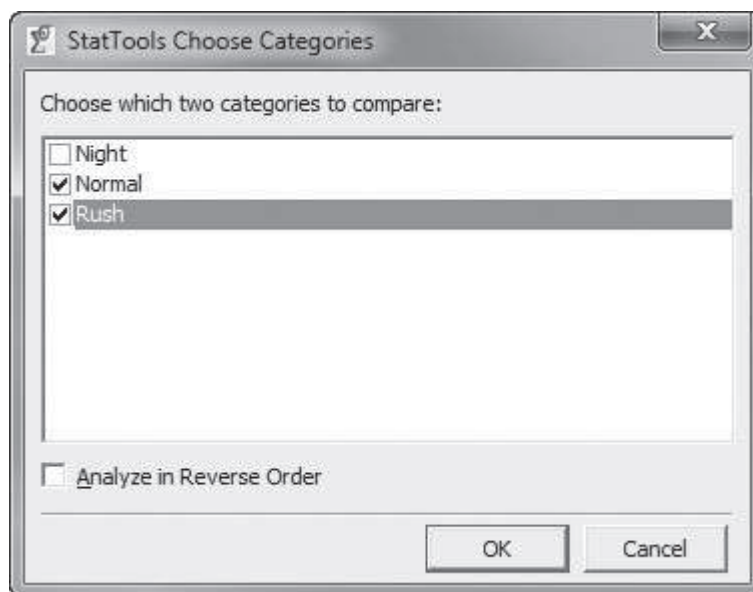 StatTools Choose Categories
Choose which two categories to compare:
Night
Normal
Rush
Analyze in Reverse Order
OK
Cancel